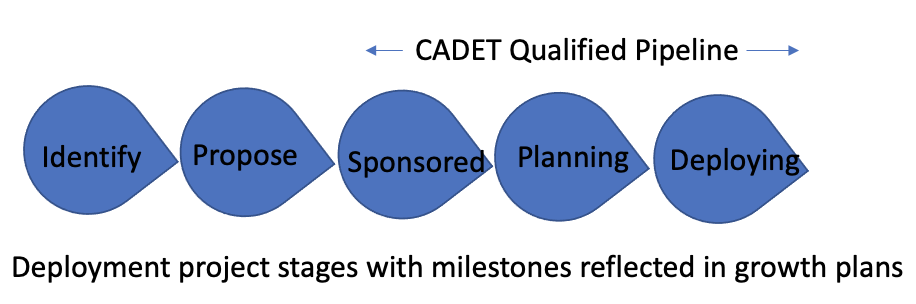 CADET Qualified Pipeline
Identify
Propose
Sponsored
Planning
Deploying
Deployment project stages with milestones reflected in growth plans